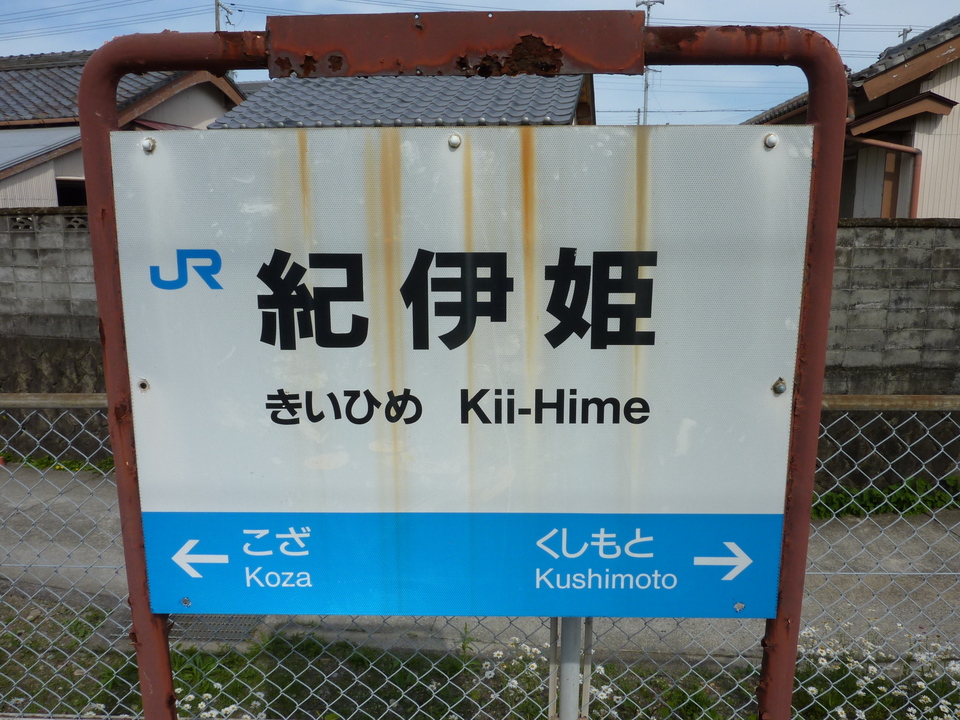 JR 紀伊姫
きいひめ Kii-Hime
← こざ くしもと →
Koza Kushimoto